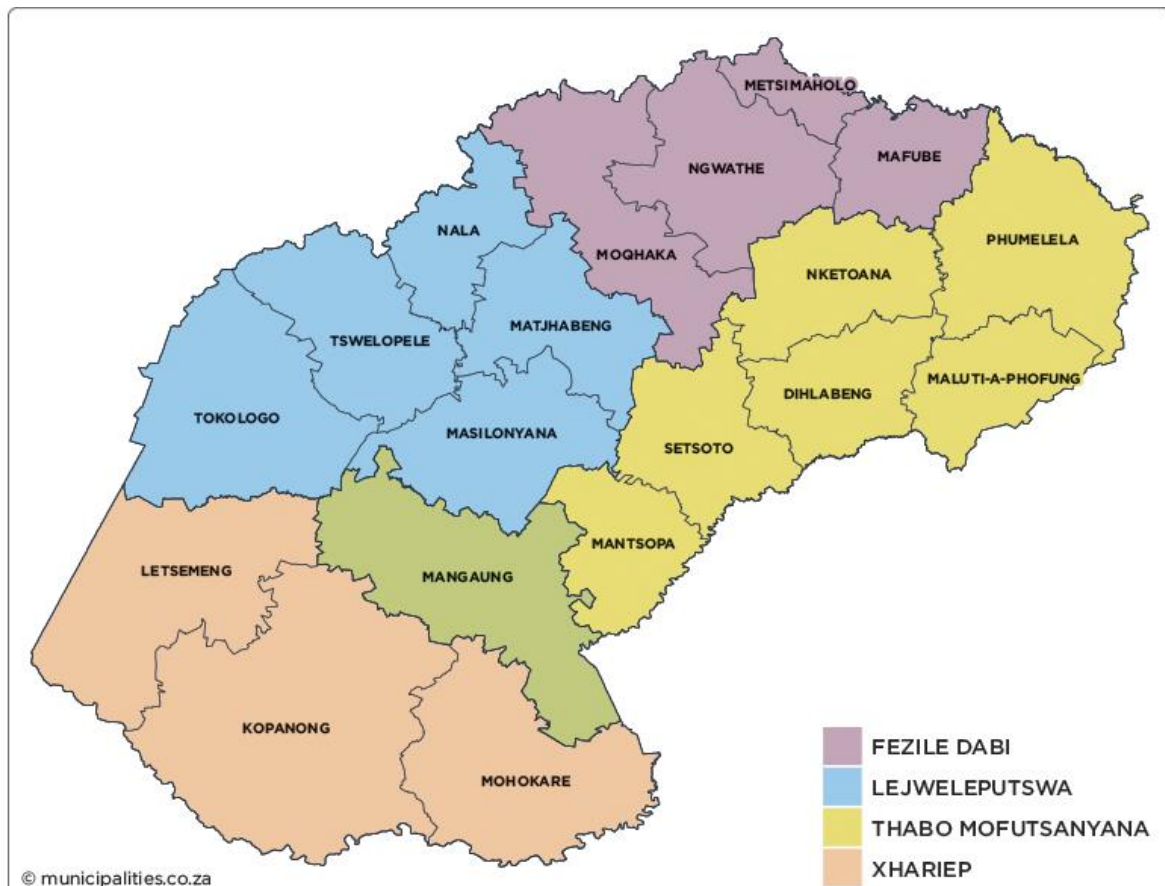 METSIMAHOLO
MAFUBE
NGWATHE
NALA
MOQHAKA
PHUMELELA
NKETOANA
MATJHABENG
TSWELOPELE
MALUTI-A-PHOFUNG
DIHLABENG
TOKOLOGO
MASILONYANA
SETSOTO
MANTSOPA
LETSEMENG
MANGAUNG
KOPANONG
MOHOKARE
FEZILE DABI
LEJWELEPUTSWA
THABO MOFUTSANYANA
XHARIEP
© municipalities.co.za